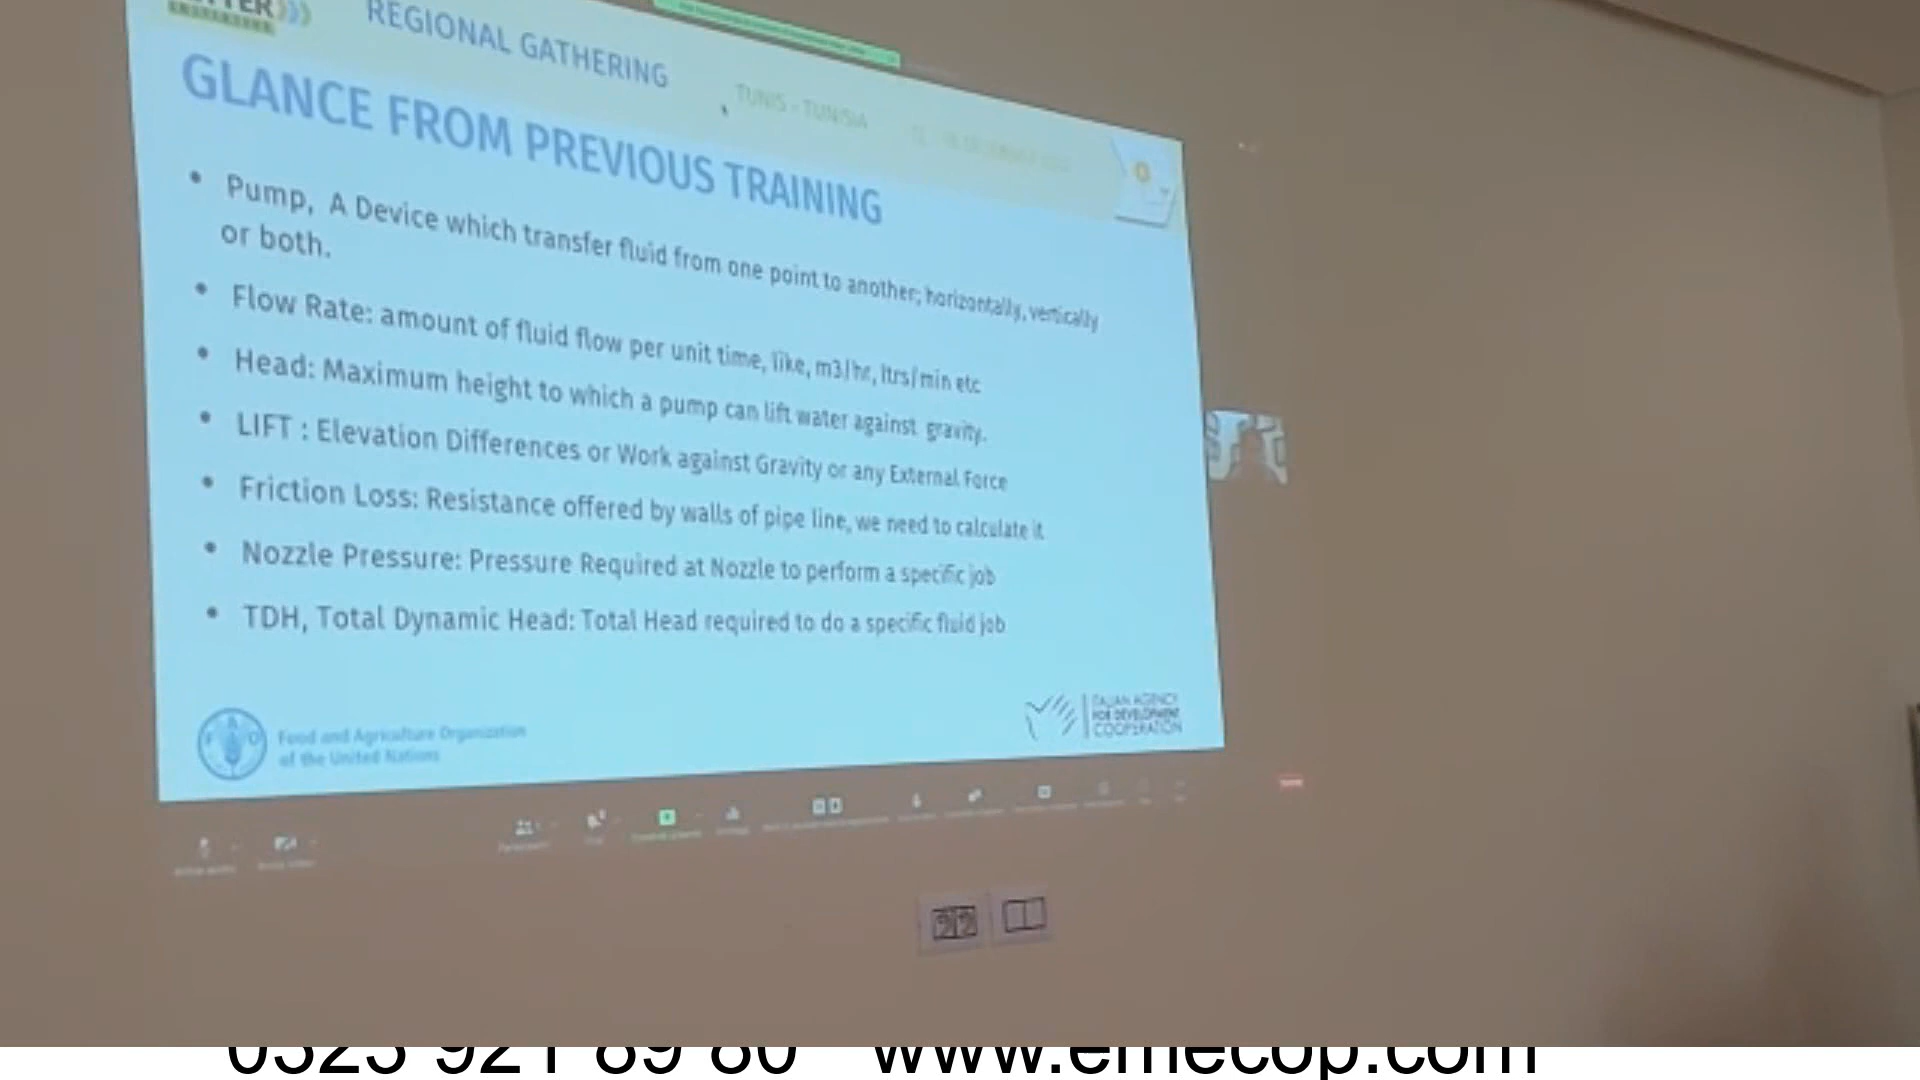 REGIONAL GATHERING
TUNIS - TUNISIA
GLANCE FROM PREVIOUS TRAINING
• Pump, A Device which transfer fluid from one point to another; horizontally, vertically
or both.
• Flow Rate: amount of fluid flow per unit time, like, m3/hr, ltrs/min etc
• Head: Maximum height to which a pump can lift water against gravity.
• LIFT : Elevation Differences or Work against Gravity or any External Force
• Friction Loss: Resistance offered by walls of pipe line, we need to calculate it
• Nozzle Pressure: Pressure Required at Nozzle to perform a specific job
• TDH, Total Dynamic Head: Total Head required to do a specific fluid job
FAO
Food and Agriculture Organization
of the United Nations
ITALIAN AGENCY
FOR DEVELOPMENT
COOPERATION
0323 921 89 80 www.emecop.com